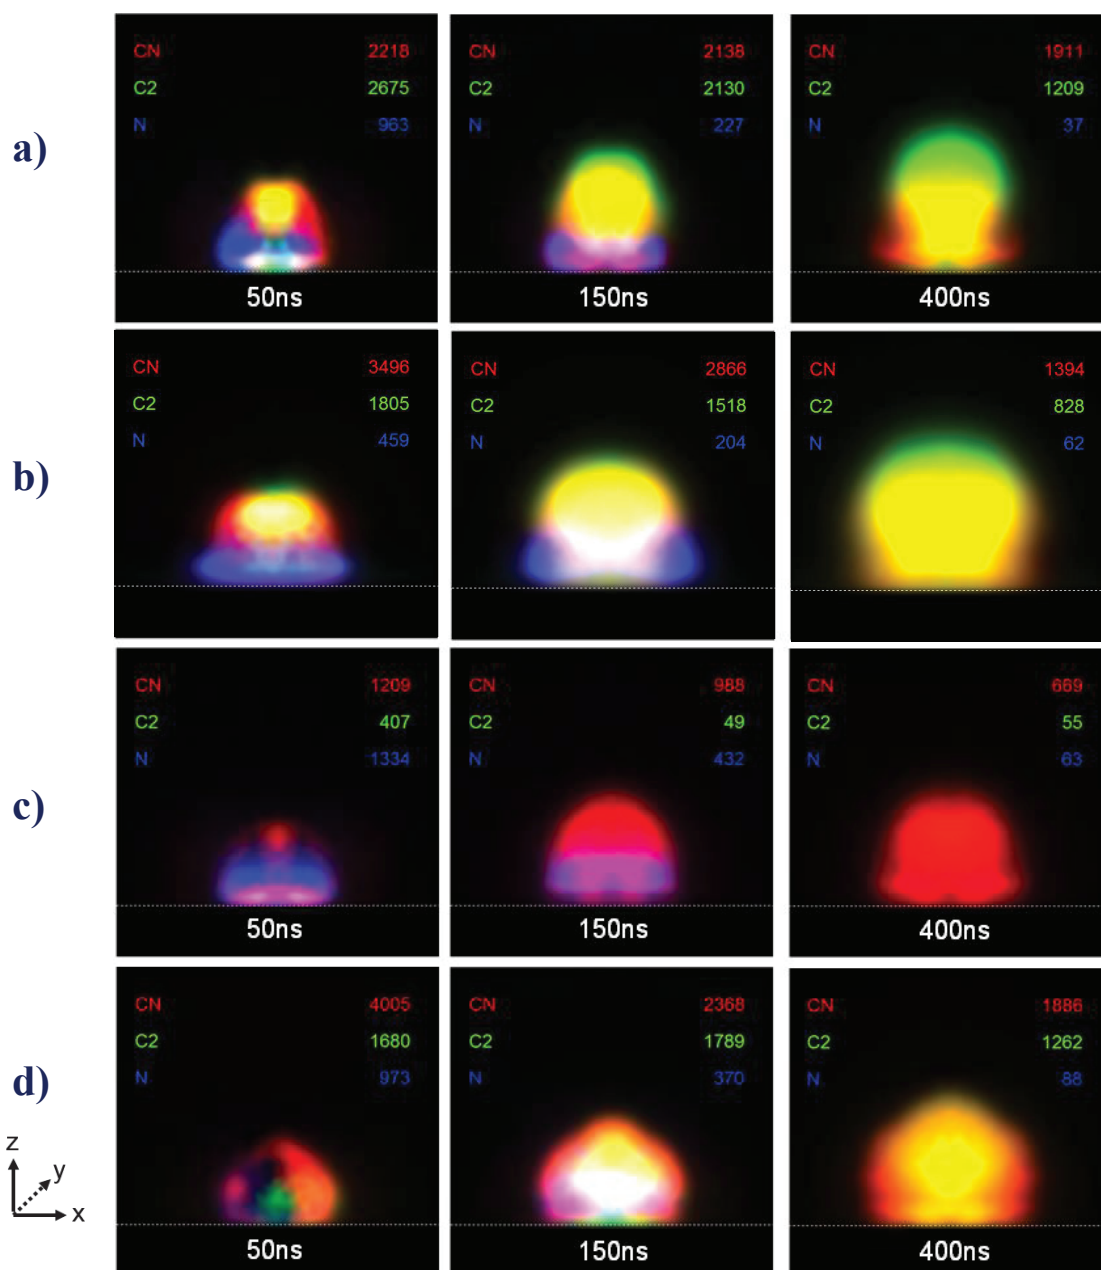 CN 2218 CN 2138 CN 1911
C2 2675 C2 2130 C2 1209
N 963 N 227 N 37
a)
50ns 150ns 400ns
CN 3496 CN 2866 CN 1394
C2 1805 C2 1518 C2 828
N 459 N 204 N 62
b)
CN 1209 CN 988 CN 669
C2 407 C2 49 C2 55
N 1334 N 432 N 63
c)
50ns 150ns 400ns
CN 4005 CN 2368 CN 1886
C2 1680 C2 1789 C2 1262
N 973 N 370 N 88
d)
z
y
x
50ns 150ns 400ns